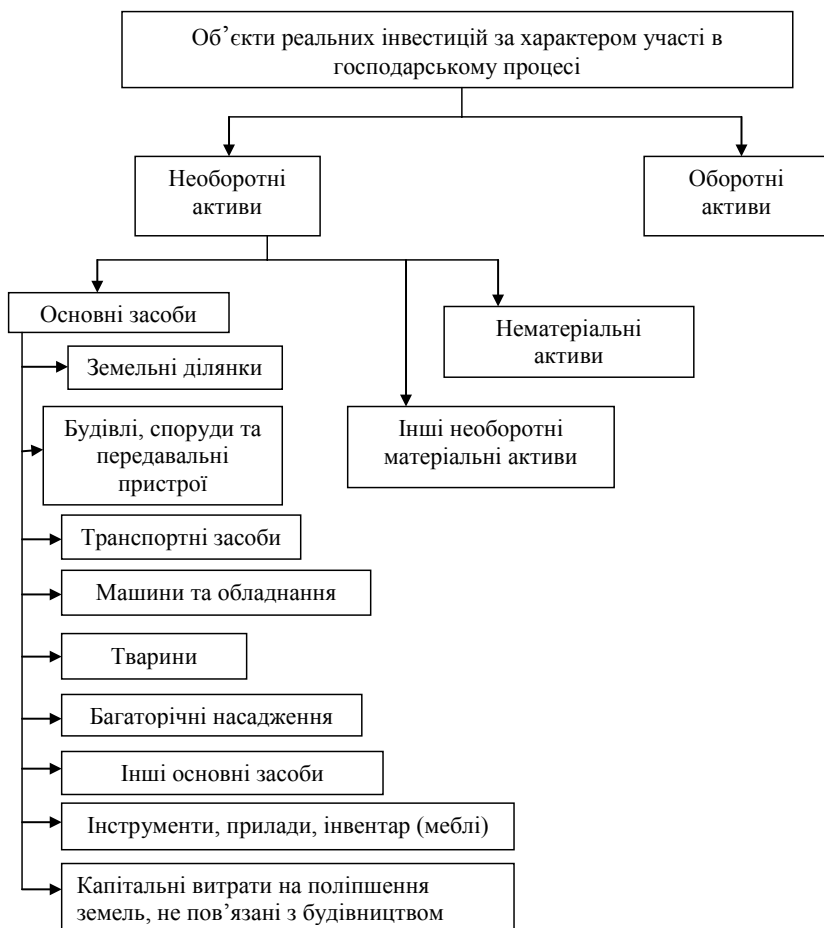 Об’єкти реальних інвестицій за характером участі в
господарському процесі
Необоротні
активи
Оборотні
активи
Основні засоби
Нематеріальні
активи
Земельні ділянки
Інші необоротні
матеріальні активи
Будівлі, споруди та
передавальні
пристрої
Транспортні засоби
Машини та обладнання
Тварини
Багаторічні насадження
Інші основні засоби
Інструменти, прилади, інвентар (меблі)
Капітальні витрати на поліпшення
земель, не пов’язані з будівництвом